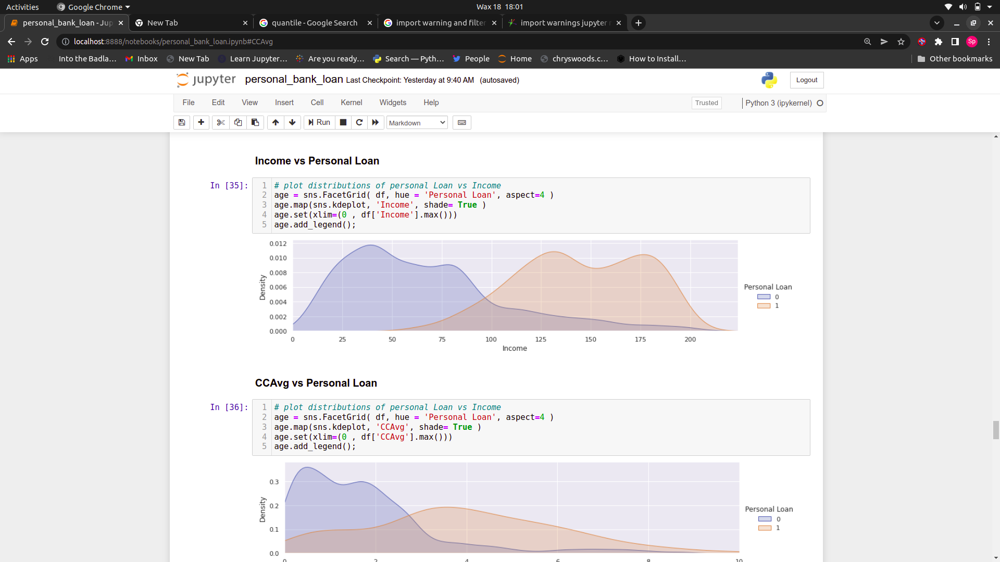 Activities
Google Chrome
Wax 18 18:01
personal_bank_loan - Jup
New Tab
quantile - Google Search
import warning and filter
import warnings jupyter
localhost:8888/notebooks/personal_bank_loan.ipynb#CCAvg
Sp
Apps
Into the Badla...
Inbox
New Tab
Learn Jupyter...
Are you ready...
Search — Pyth...
People
Home
chryswoods.c...
How to Install...
Other bookmarks
jupyter
personal_bank_loan Last Checkpoint: Yesterday at 9:40 AM (autosaved)
Logout
File
Edit
View
Insert
Cell
Kernel
Widgets
Help
Trusted
Python 3 (ipykernel)
Run
Markdown
Income vs Personal Loan
In [35]:
1 # plot distributions of personal Loan vs Income
2 age = sns.FacetGrid( df, hue = 'Personal Loan', aspect=4 )
3 age.map(sns.kdeplot, 'Income', shade= True )
4 age.set(xlim=(0 , df['Income'].max()))
5 age.add_legend();
0.012
0.010
0.008
0.006
0.004
0.002
0.000
Density
0 25 50 75 100 125 150 175 200
Income
Personal Loan
0
1
CCAvg vs Personal Loan
In [36]:
1 # plot distributions of personal Loan vs Income
2 age = sns.FacetGrid( df, hue = 'Personal Loan', aspect=4 )
3 age.map(sns.kdeplot, 'CCAvg', shade= True )
4 age.set(xlim=(0 , df['CCAvg'].max()))
5 age.add_legend();
0.3
0.2
0.1
0.0
Density
0 2 4 6 8 10
Personal Loan
0
1